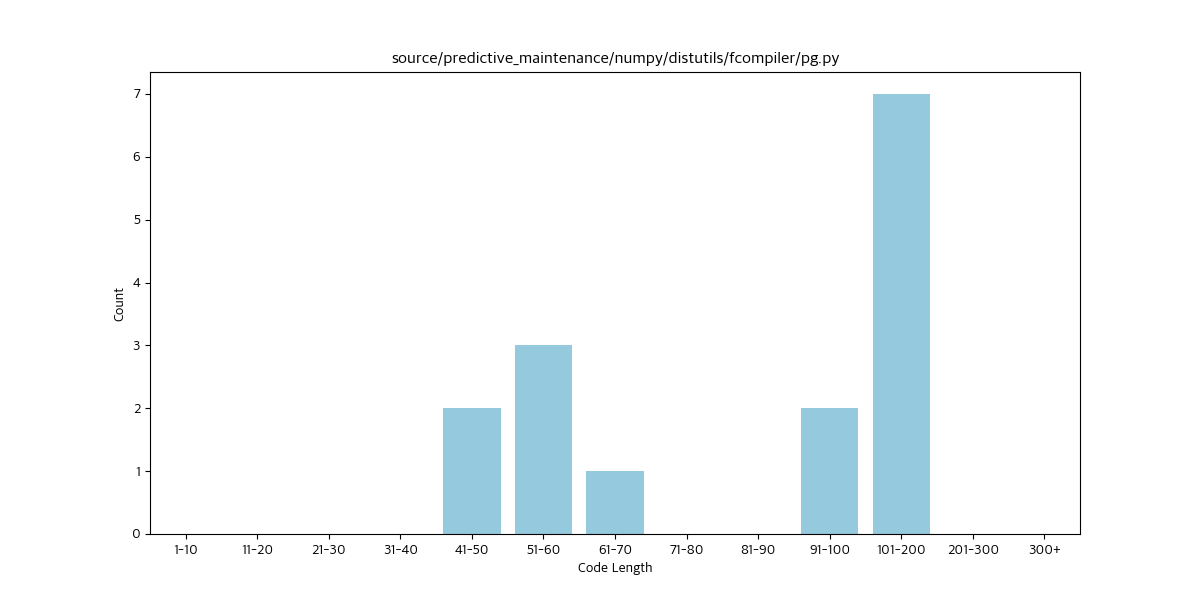 source/predictive_maintenance/numpy/distutils/fcompiler/pg.py
7
6
5
4
3
2
1
0
Count
1-10 11-20 21-30 31-40 41-50 51-60 61-70 71-80 81-90 91-100 101-200 201-300 300+
Code Length